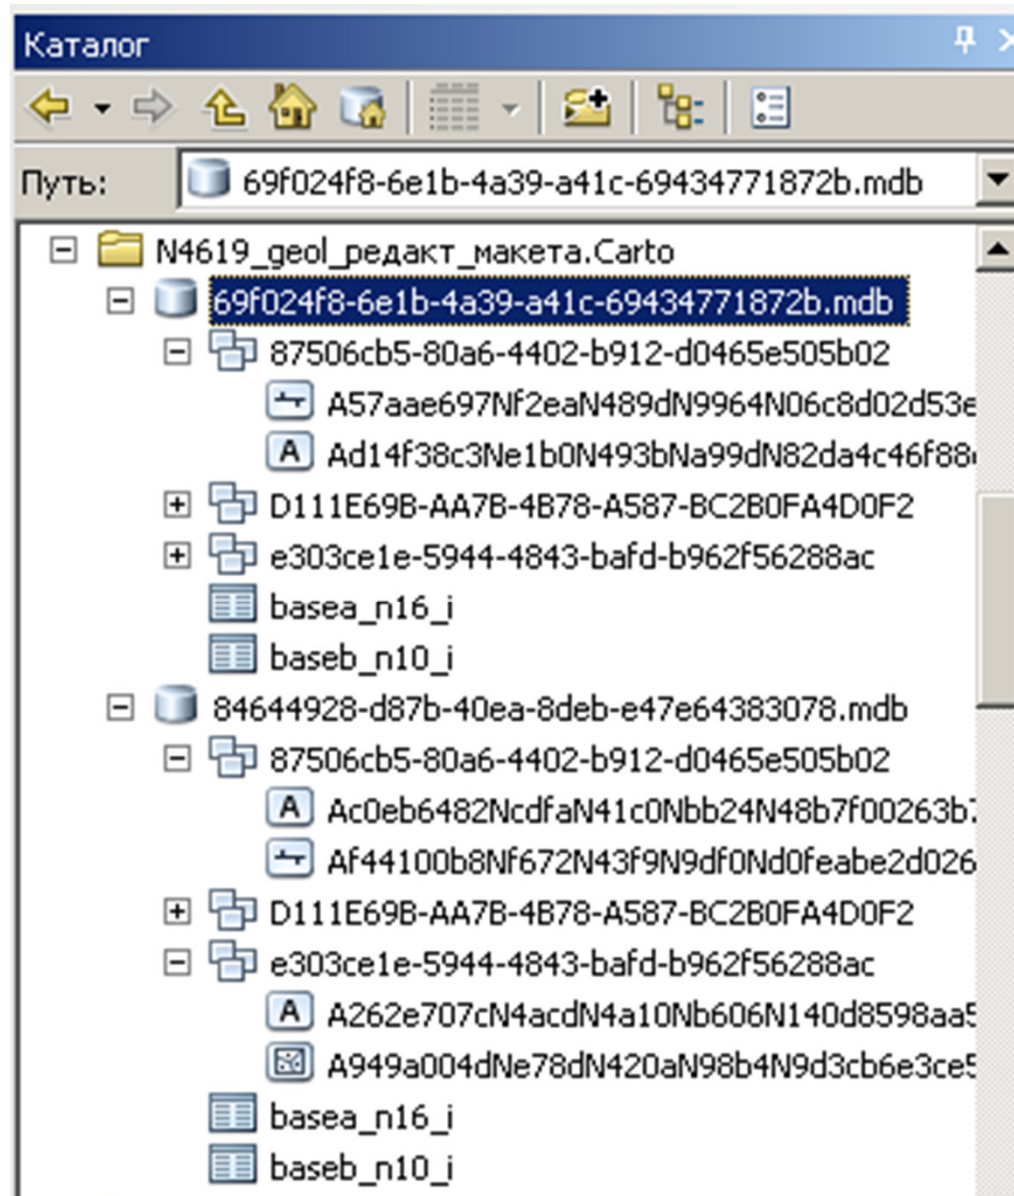 Каталог
Путь: 69f024f8-6e1b-4a39-a41c-69434771872b.mdb
N4619_geol_редакт_макета.Carto
69f024f8-6e1b-4a39-a41c-69434771872b.mdb
87506cb5-80a6-4402-b912-d0465e505b02
A57aae697Nf2eaN489dN9964N06c8d02d53e
Ad14f38c3Ne1b0N493bNa99dN82da4c46f88
D111E69B-AA7B-4B78-A587-BC2B0FA4D0F2
e303ce1e-5944-4843-bafd-b962f56288ac
basea_n16_i
baseb_n10_i
84644928-d87b-40ea-8deb-e47e64383078.mdb
87506cb5-80a6-4402-b912-d0465e505b02
Ac0eb6482NcdfaN41c0Nbb24N48b7f00263b
Af44100b8Nf672N43f9N9df0Nd0feabe2d026
D111E69B-AA7B-4B78-A587-BC2B0FA4D0F2
e303ce1e-5944-4843-bafd-b962f56288ac
A262e707cN4acdN4a10Nb606N140d8598aa5
A949a004dNe78dN420aN98b4N9d3cb6e3ce5
basea_n16_i
baseb_n10_i